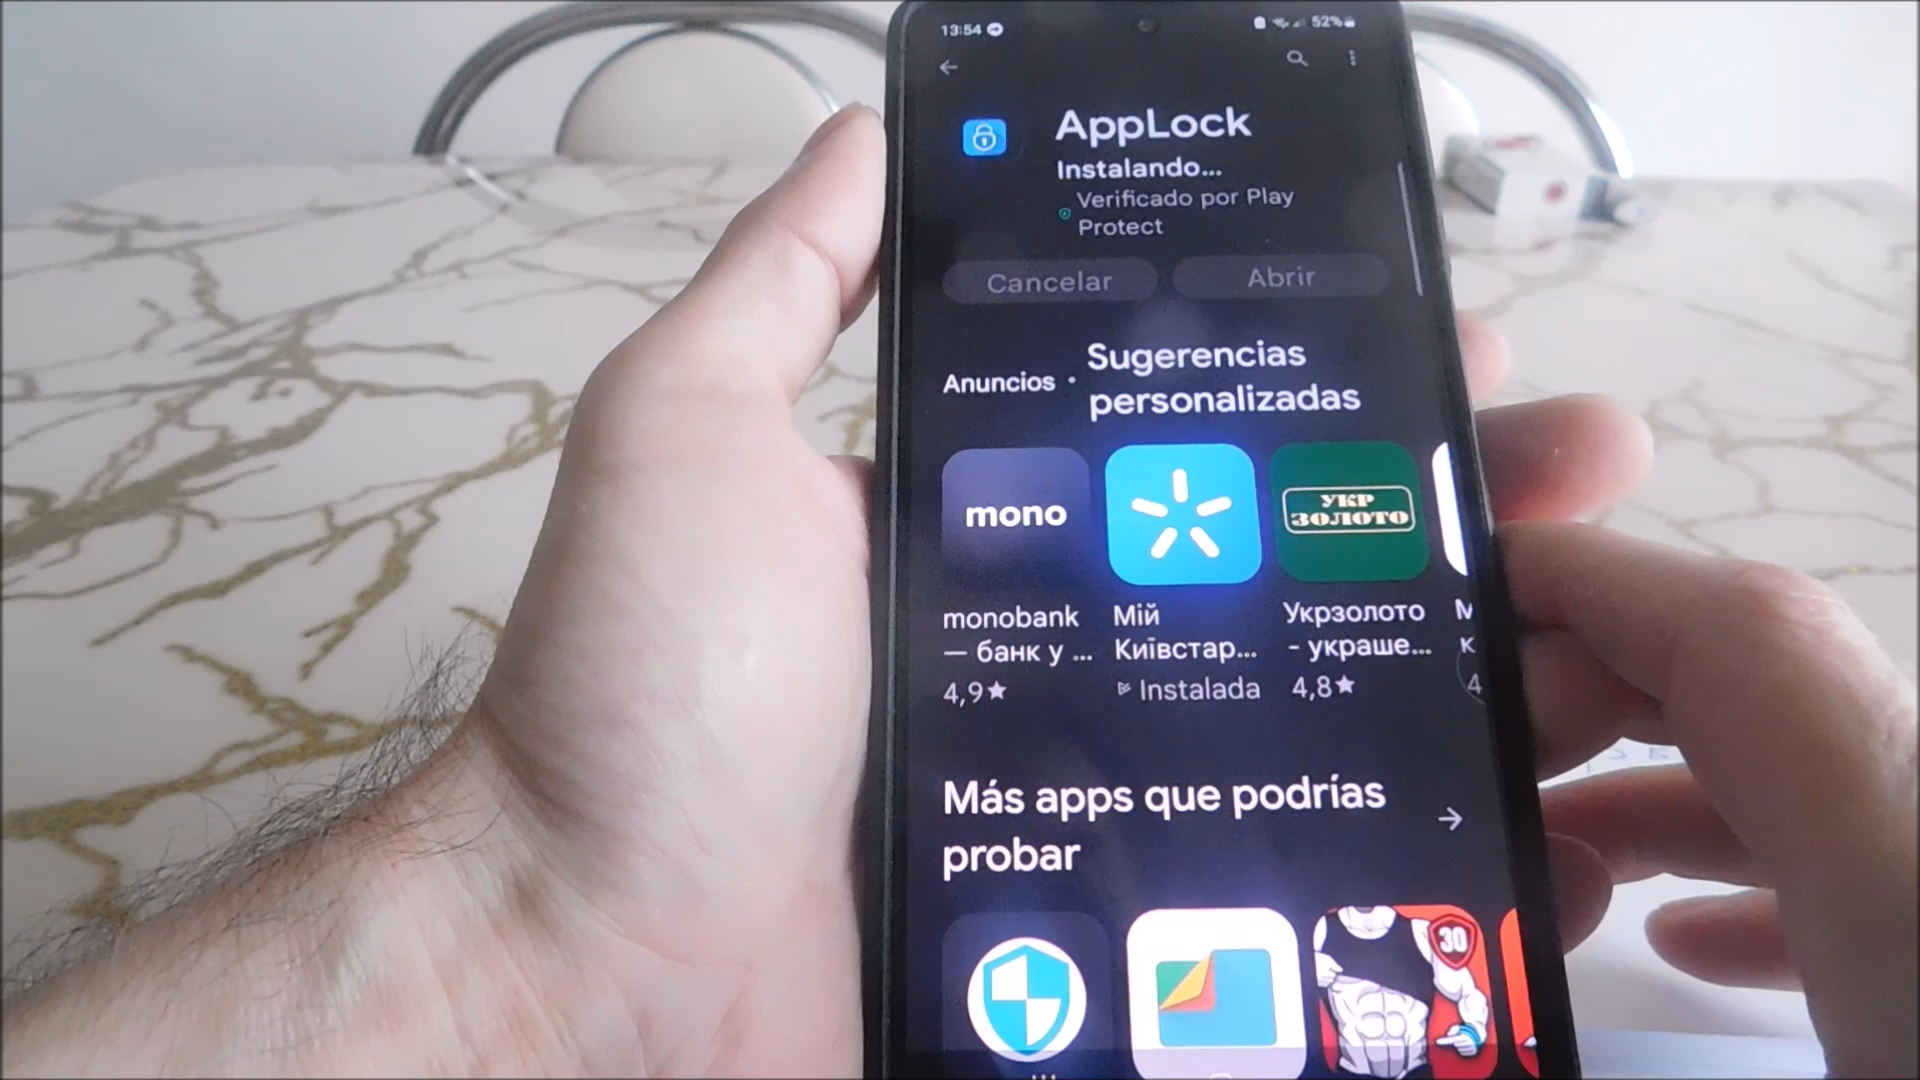 13:54
52%
AppLock
Instalando...
Verificado por Play
Protect
Cancelar
Abrir
Anuncios · Sugerencias
personalizadas
mono
УКР
ЗОЛОТО
monobank
— банк у ...
4,9★
Мій
Київстар...
Instalada
Укрзолото
- украше...
4,8★
4
Más apps que podrías
probar
30